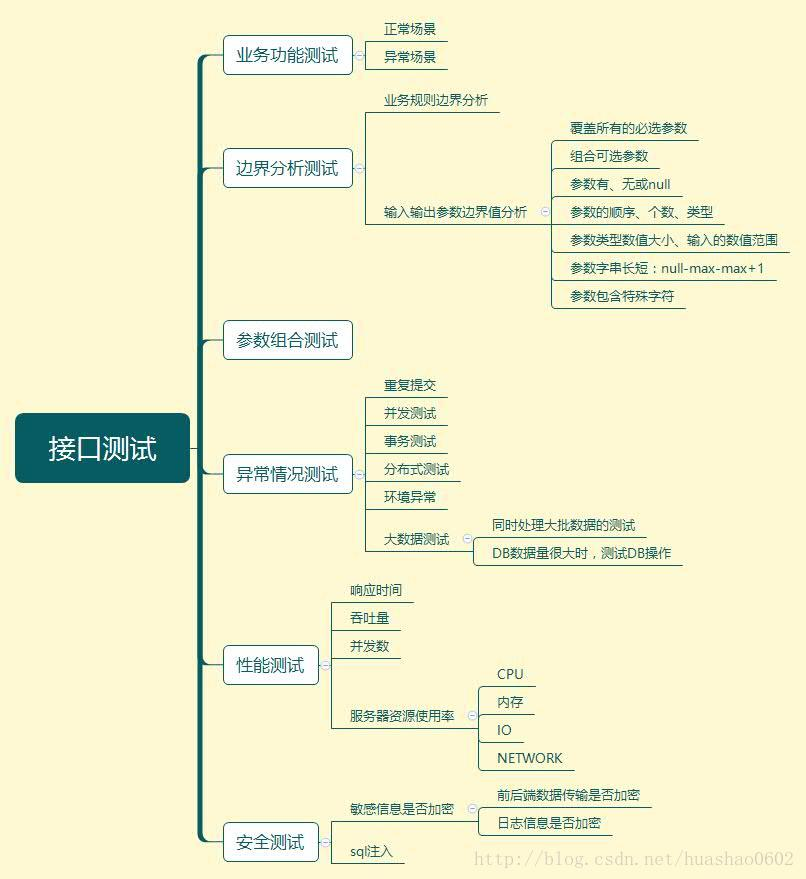 接口测试
业务功能测试
正常场景
异常场景
边界分析测试
业务规则边界分析
输入输出参数边界值分析
覆盖所有的必选参数
组合可选参数
参数有、无或null
参数的顺序、个数、类型
参数类型数值大小、输入的数值范围
参数字串长短：null-max-max+1
参数包含特殊字符
参数组合测试
异常情况测试
重复提交
并发测试
事务测试
分布式测试
环境异常
大数据测试
同时处理大批数据的测试
DB数据量很大时，测试DB操作
性能测试
响应时间
吞吐量
并发数
服务器资源使用率
CPU
内存
IO
NETWORK
安全测试
敏感信息是否加密
前后端数据传输是否加密
日志信息是否加密
sql注入
http://blog.csdn.net/huashao0602